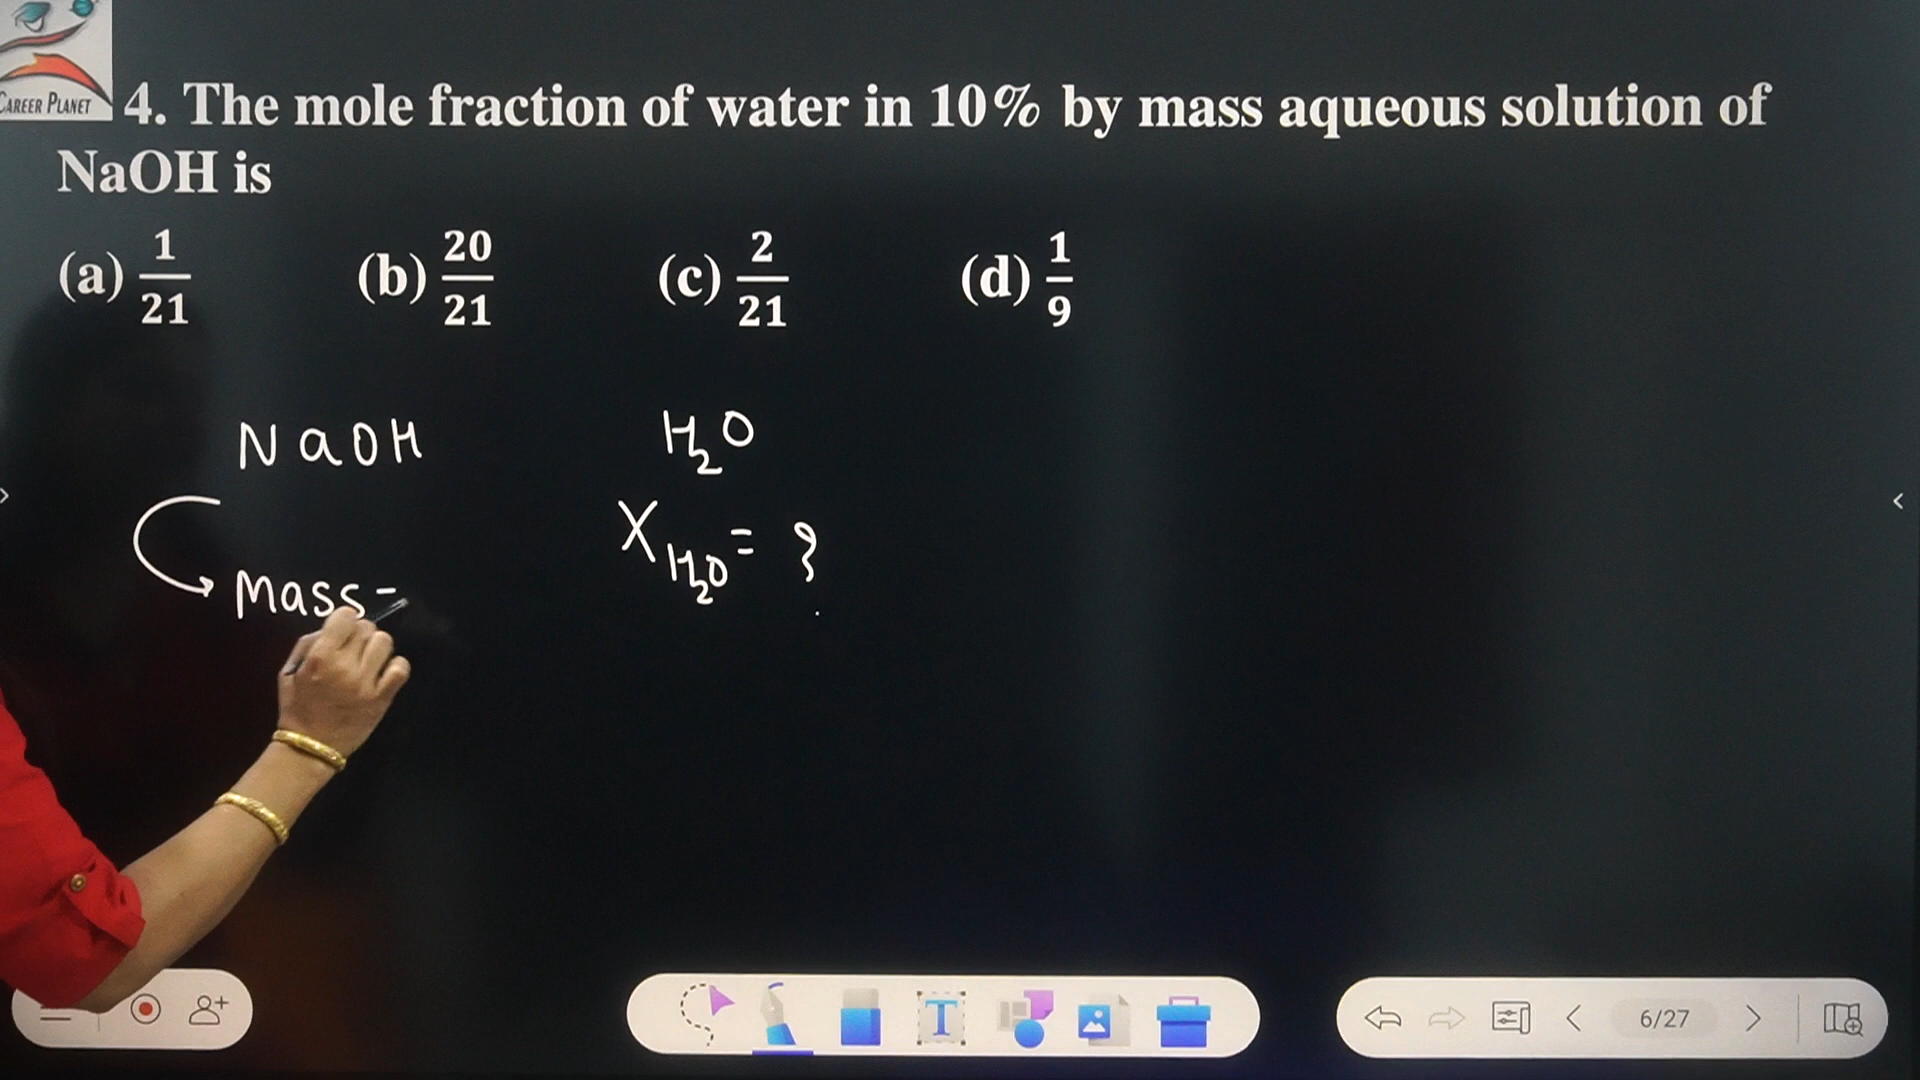 CAREER PLANET
4. The mole fraction of water in 10% by mass aqueous solution of
NaOH is
(a) 1/21 (b) 20/21 (c) 2/21 (d) 1/9
NaOH H₂O
X H₂O = ?
Mass =
T
6/27